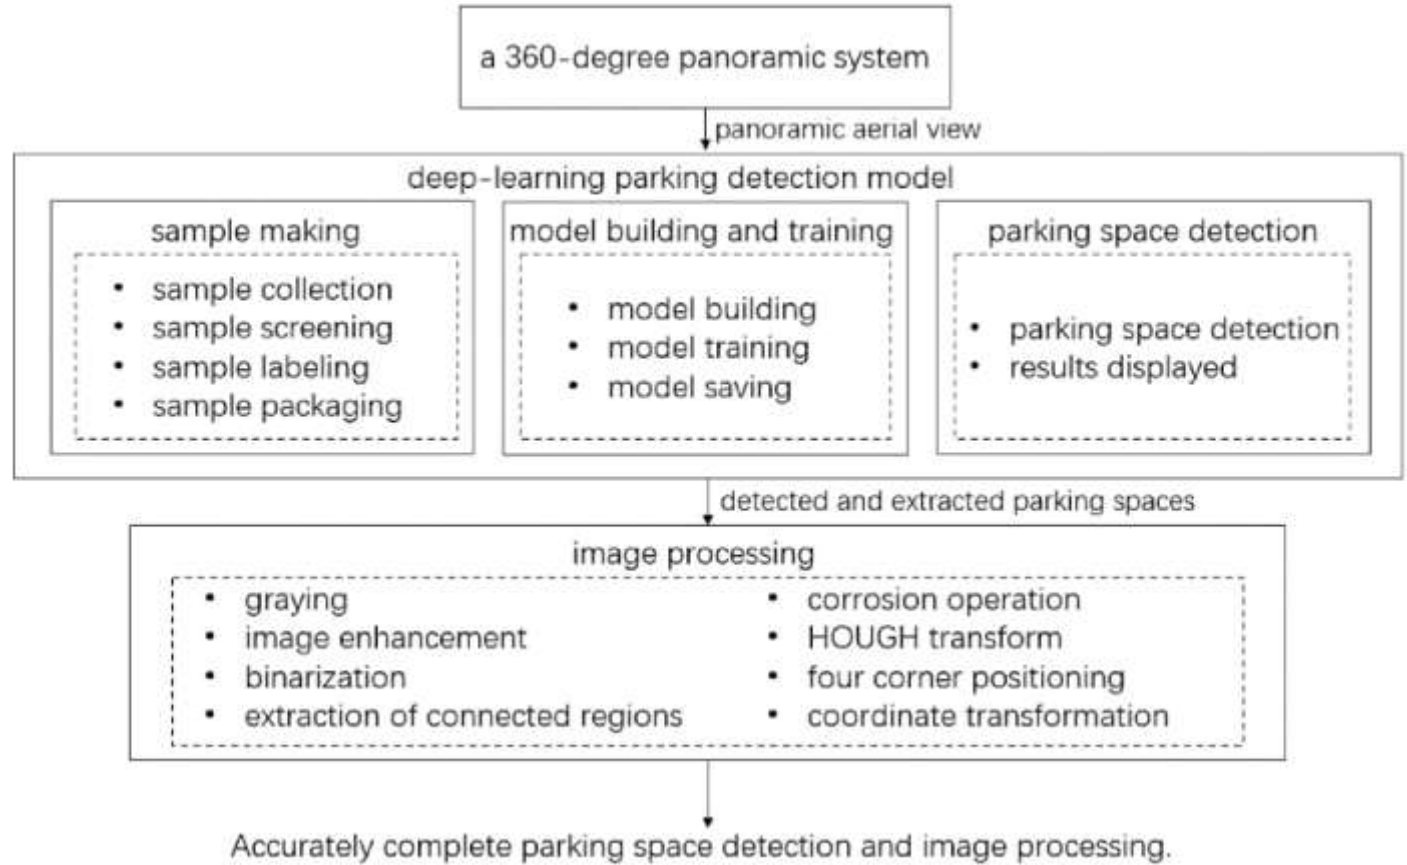 a 360-degree panoramic system
panoramic aerial view
deep-learning parking detection model
sample making
• sample collection
• sample screening
• sample labeling
• sample packaging
model building and training
• model building
• model training
• model saving
parking space detection
• parking space detection
• results displayed
detected and extracted parking spaces
image processing
• graying
• image enhancement
• binarization
• extraction of connected regions
• corrosion operation
• HOUGH transform
• four corner positioning
• coordinate transformation
Accurately complete parking space detection and image processing.